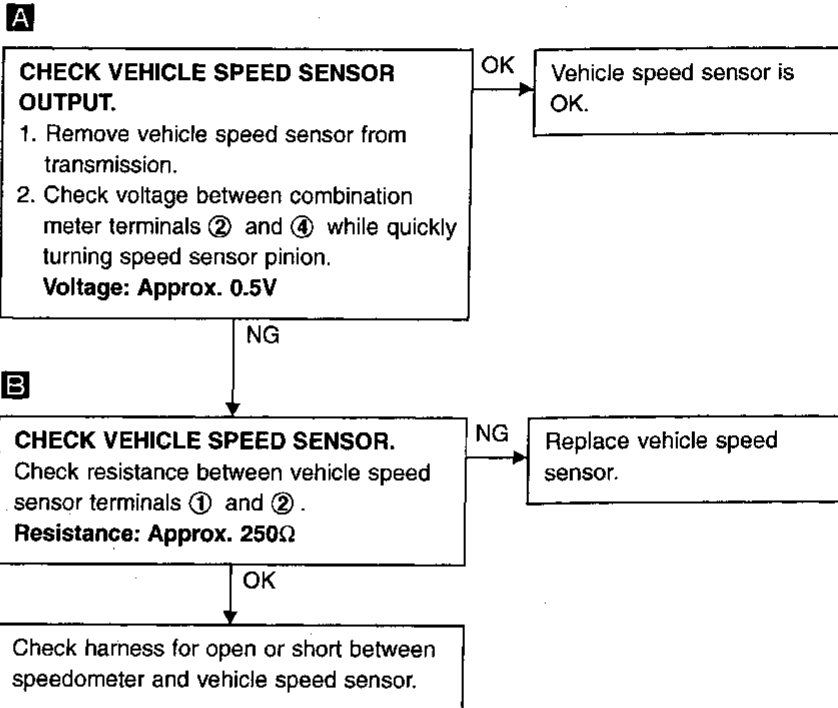 A
CHECK VEHICLE SPEED SENSOR
OUTPUT.
1. Remove vehicle speed sensor from
transmission.
2. Check voltage between combination
meter terminals ② and ④ while quickly
turning speed sensor pinion.
Voltage: Approx. 0.5V
OK
Vehicle speed sensor is
OK.
NG
B
CHECK VEHICLE SPEED SENSOR.
Check resistance between vehicle speed
sensor terminals ① and ②.
Resistance: Approx. 250Ω
NG
Replace vehicle speed
sensor.
OK
Check harness for open or short between
speedometer and vehicle speed sensor.